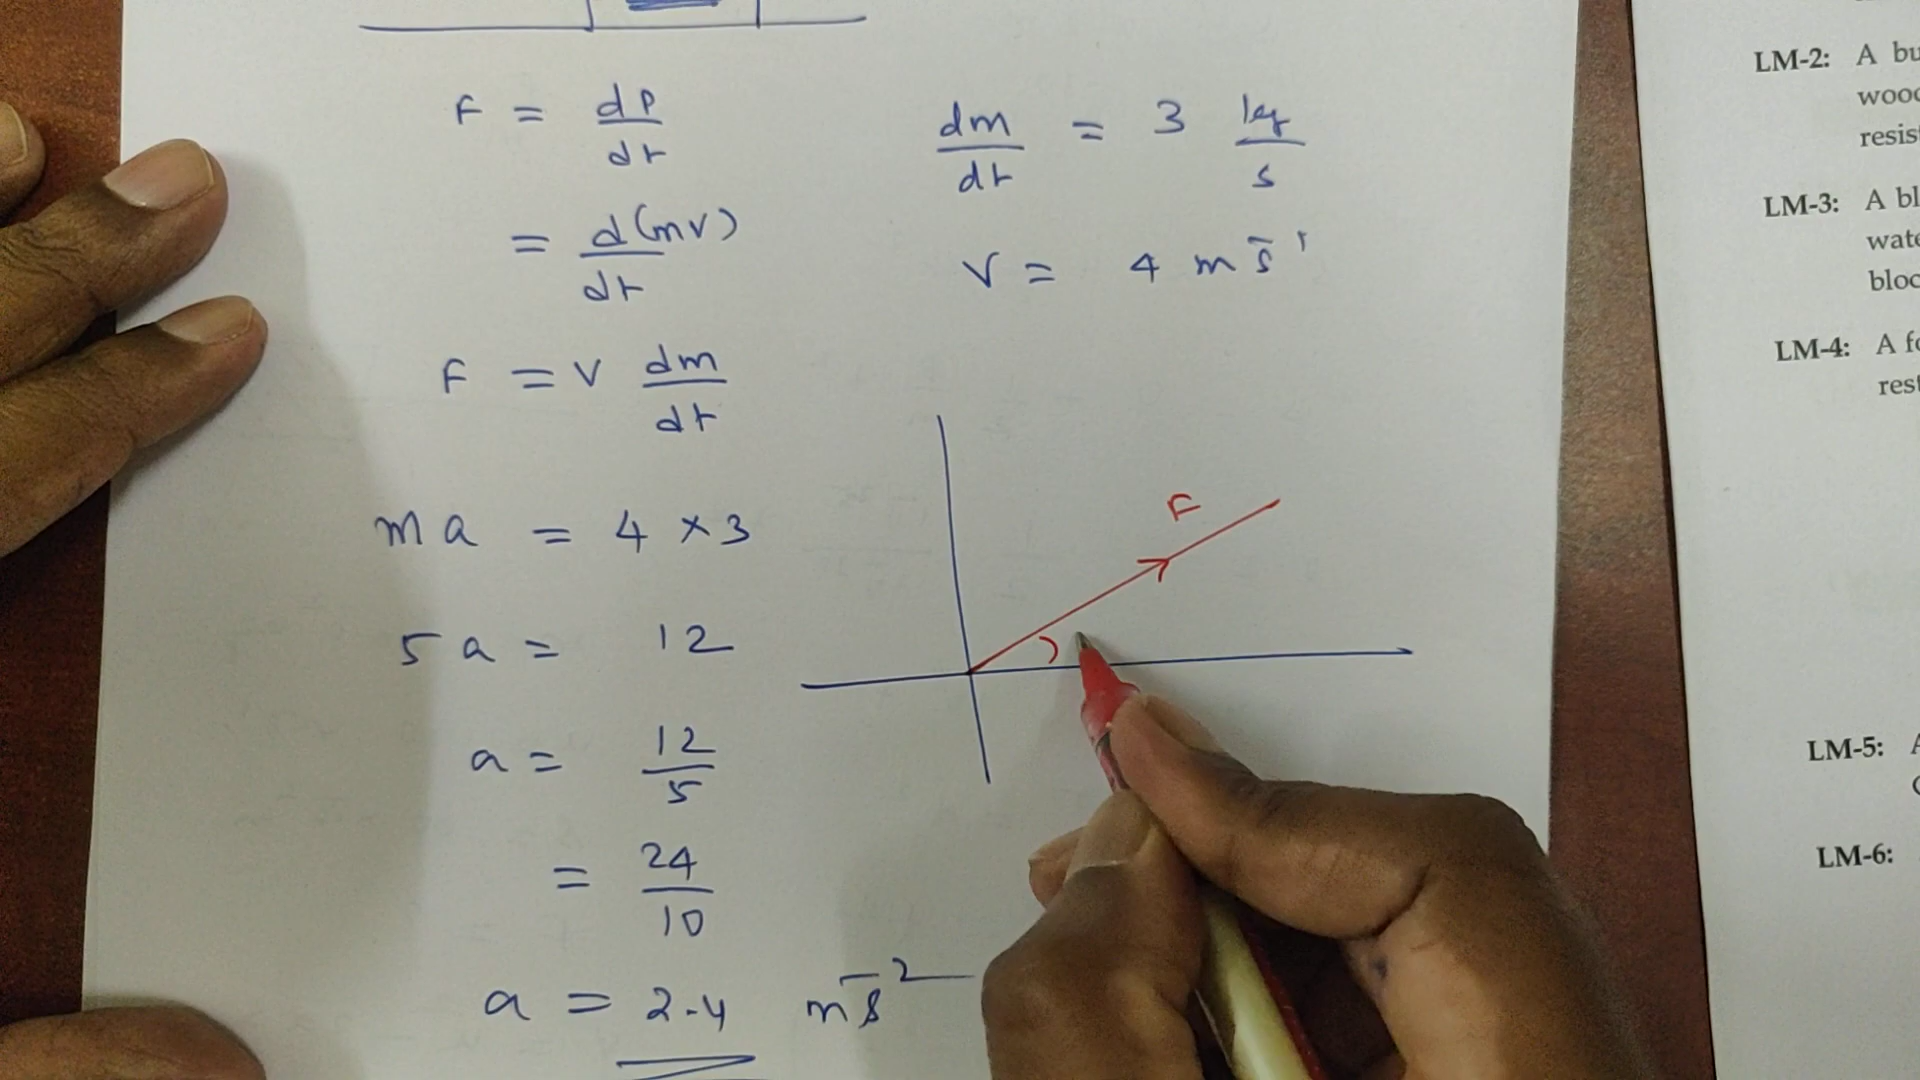 F = dP/dt
= d(mv)/dt
F = V dm/dt
ma = 4 × 3
5a = 12
a = 12/5
= 24/10
a = 2.4 ms⁻²
dm/dt = 3 kg/s
V = 4 ms⁻¹
F
LM-2: A bu
wood
resis
LM-3: A bl
wate
bloc
LM-4: A fo
rest
LM-5:
LM-6: